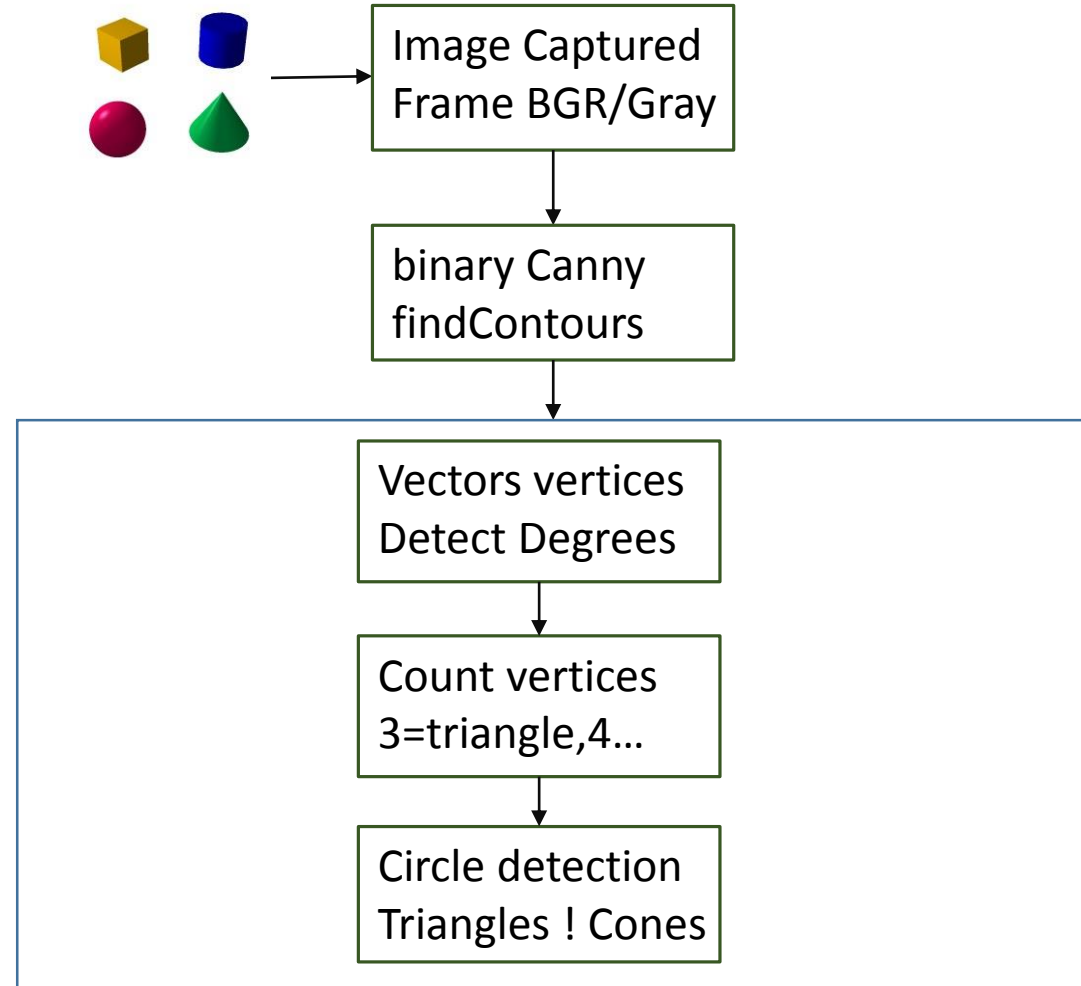 Image Captured
Frame BGR/Gray
binary Canny
findContours
Vectors vertices
Detect Degrees
Count vertices
3=triangle,4...
Circle detection
Triangles ! Cones